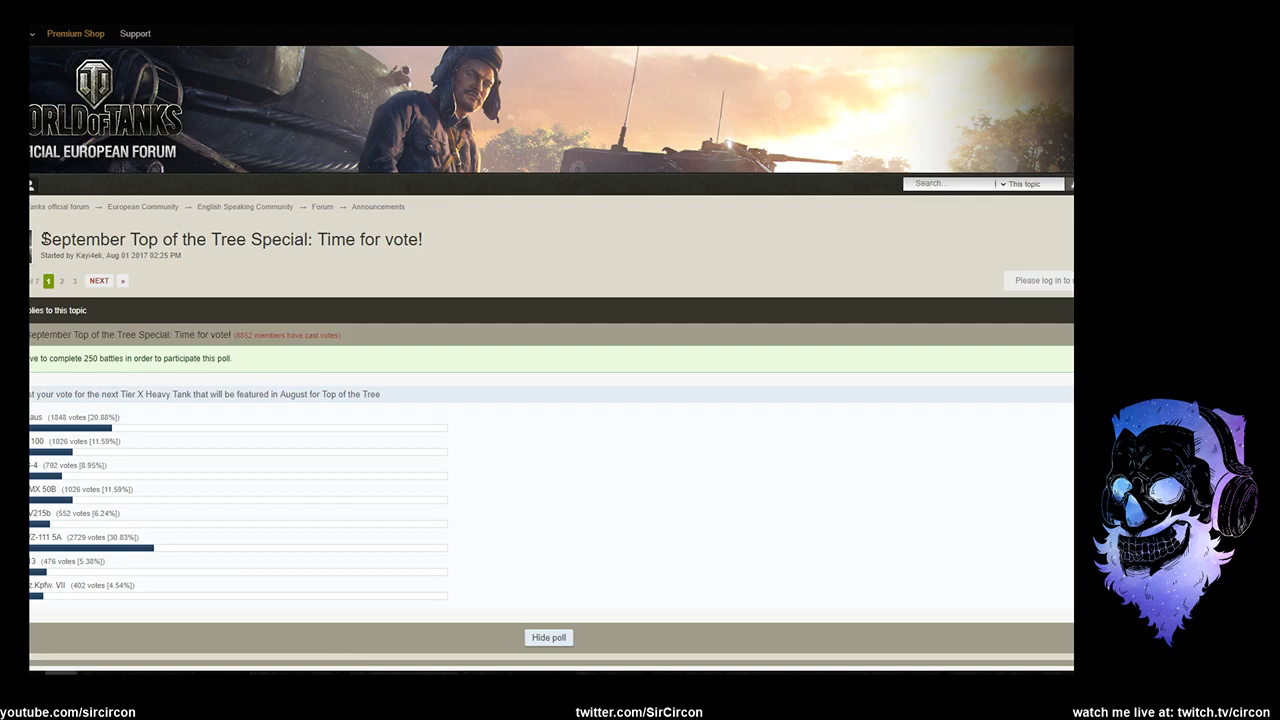 Premium Shop Support
ORLD OF TANKS
ICIAL EUROPEAN FORUM
Search... This topic
anks official forum → European Community → English Speaking Community → Forum → Announcements
September Top of the Tree Special: Time for vote!
Started by Kayi4ek, Aug 01 2017 02:25 PM
of 7 1 2 3 NEXT »
Please log in to
plies to this topic
September Top of the Tree Special: Time for vote! (8852 members have cast votes)
ve to complete 250 battles in order to participate this poll.
st your vote for the next Tier X Heavy Tank that will be featured in August for Top of the Tree
aus (1848 votes [20.88%])
100 (1026 votes [11.59%])
-4 (792 votes [8.95%])
MX 50B (1026 votes [11.59%])
V215b (552 votes [6.24%])
Z-111 5A (2729 votes [30.83%])
13 (476 votes [5.38%])
z.Kpfw. VII (402 votes [4.54%])
Hide poll
youtube.com/sircircon twitter.com/SirCircon watch me live at: twitch.tv/circon